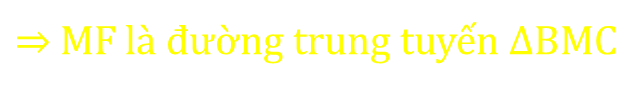 ⇒ MF là đường trung tuyến ΔBMC